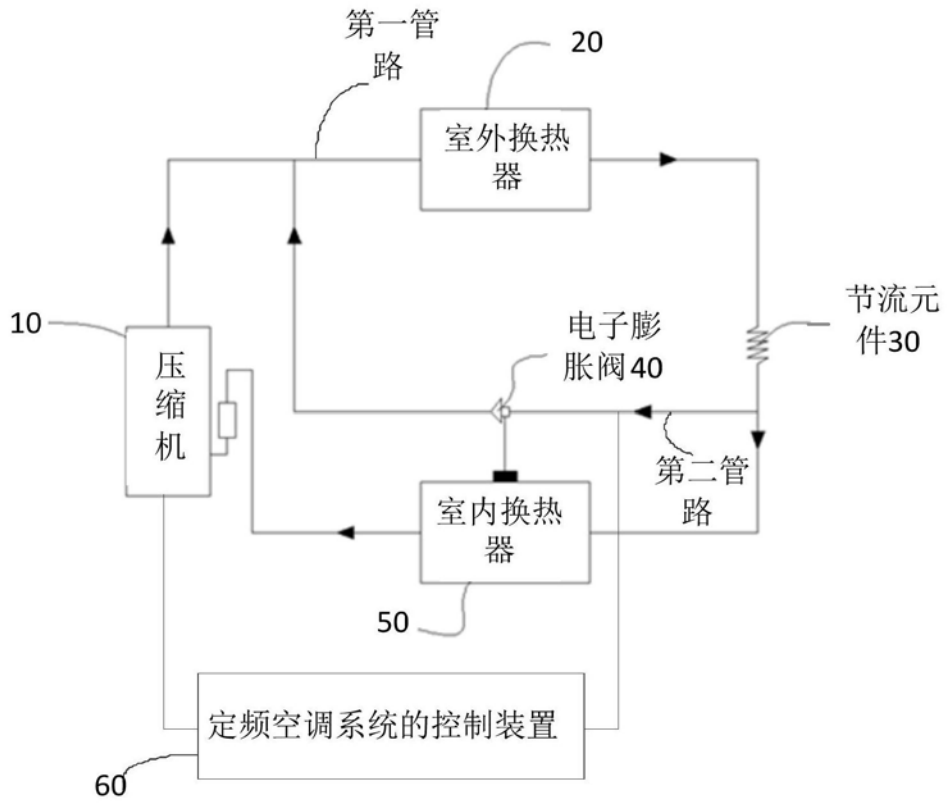 第一管
路
20
室外换热
器
10
节流元
件30
电子膨
胀阀40
压
缩
机
第二管
路
室内换热
器
50
定频空调系统的控制装置
60